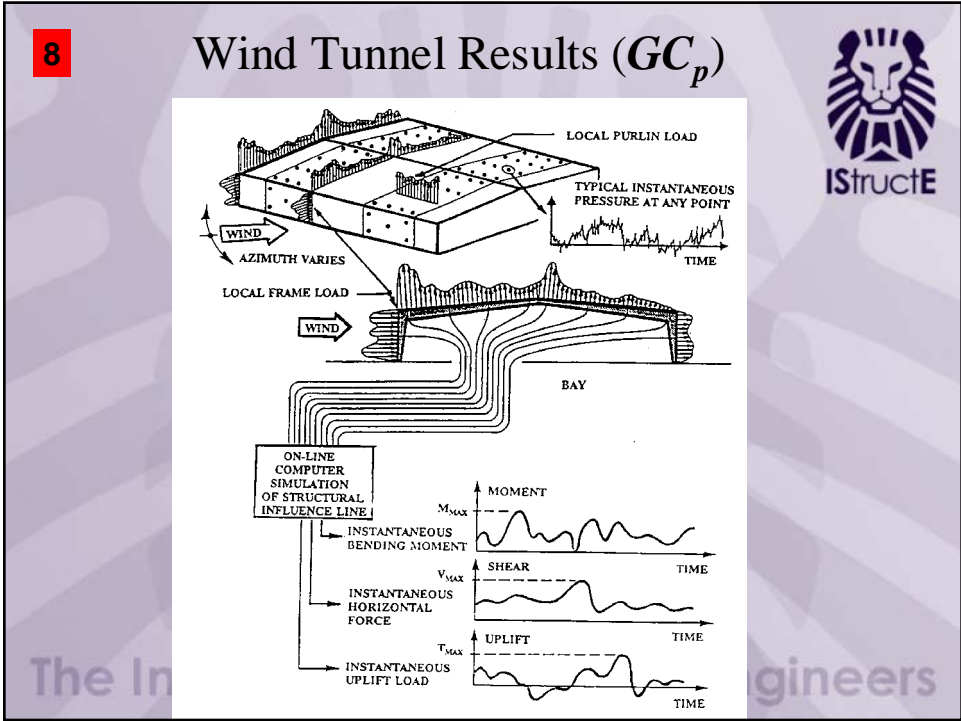 8
Wind Tunnel Results (GCp)
IStructE
LOCAL PURLIN LOAD
TYPICAL INSTANTANEOUS
PRESSURE AT ANY POINT
TIME
WIND
AZIMUTH VARIES
LOCAL FRAME LOAD
WIND
BAY
ON-LINE
COMPUTER
SIMULATION
OF STRUCTURAL
INFLUENCE LINE
MOMENT
MMAX
INSTANTANEOUS
BENDING MOMENT
TIME
SHEAR
VMAX
INSTANTANEOUS
HORIZONTAL
FORCE
TIME
UPLIFT
TMAX
INSTANTANEOUS
UPLIFT LOAD
TIME
The In gineers